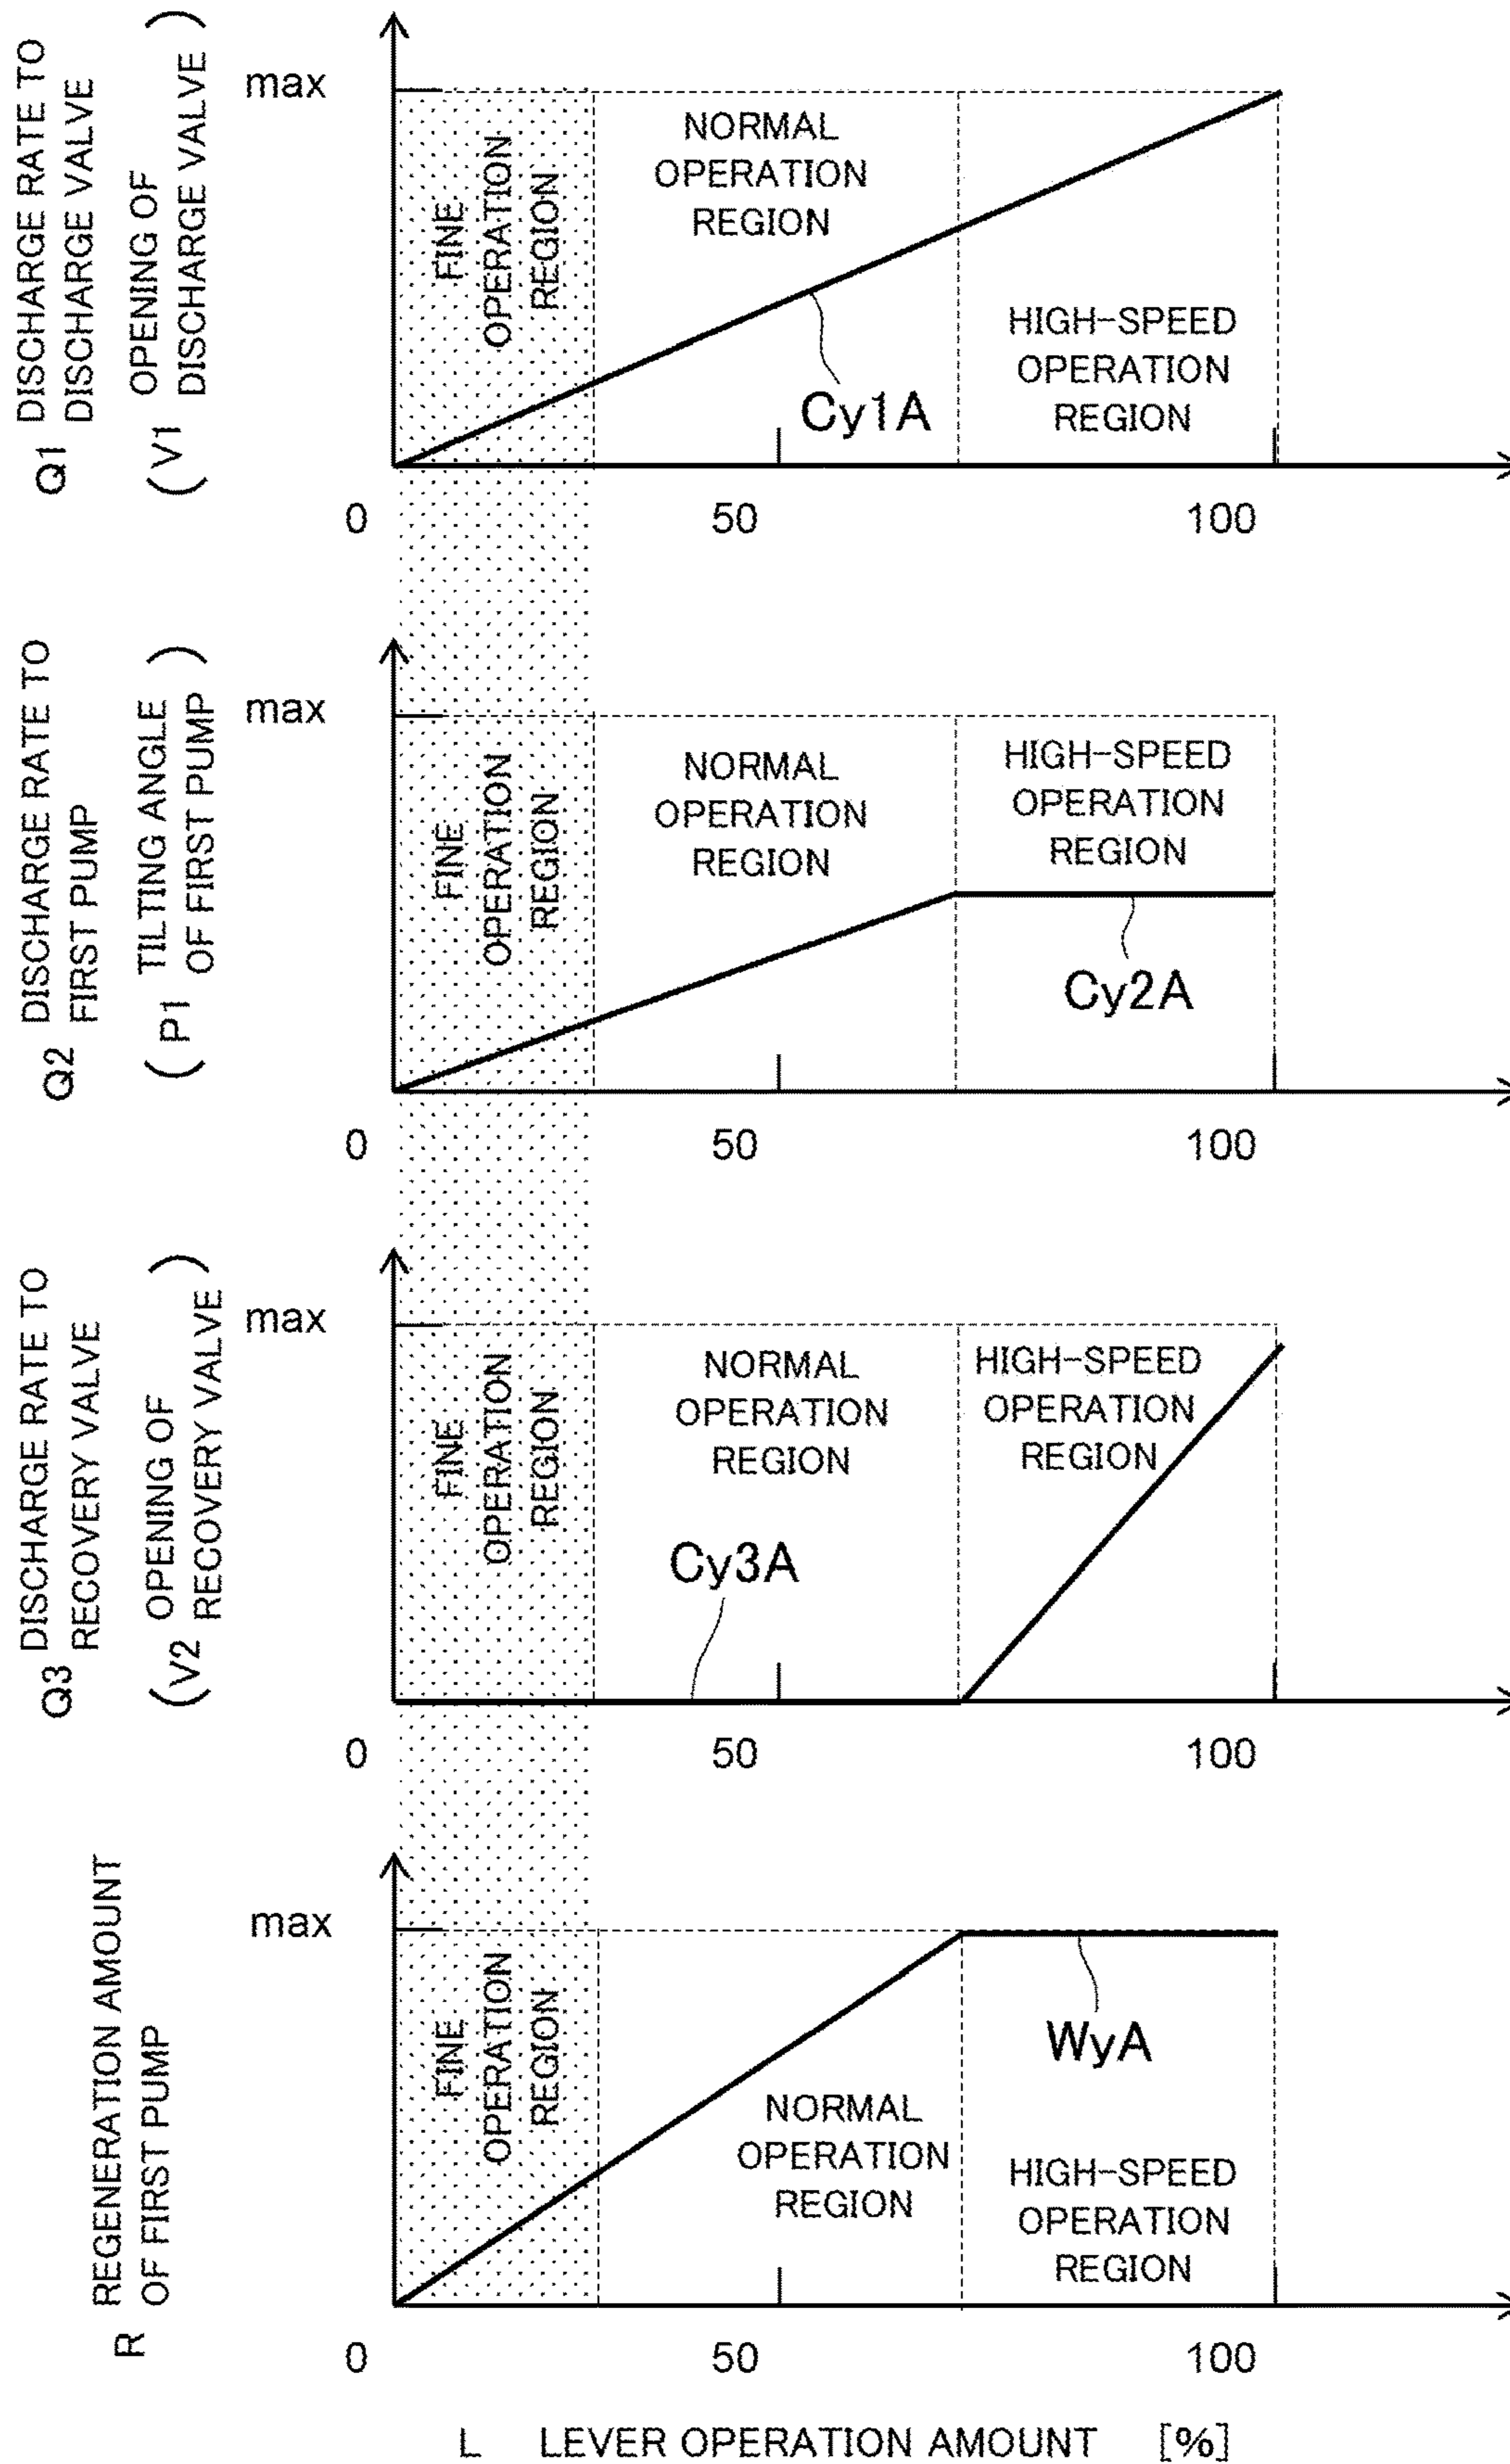 Q1 DISCHARGE RATE TO
DISCHARGE VALVE
(V1 OPENING OF
DISCHARGE VALVE)
max
FINE
OPERATION
REGION
NORMAL
OPERATION
REGION
HIGH-SPEED
OPERATION
REGION
Cy1A
0 50 100
Q2 DISCHARGE RATE TO
FIRST PUMP
(P1 TILTING ANGLE
OF FIRST PUMP)
max
FINE
OPERATION
REGION
NORMAL
OPERATION
REGION
HIGH-SPEED
OPERATION
REGION
Cy2A
0 50 100
Q3 DISCHARGE RATE TO
RECOVERY VALVE
(V2 OPENING OF
RECOVERY VALVE)
max
FINE
OPERATION
REGION
NORMAL
OPERATION
REGION
HIGH-SPEED
OPERATION
REGION
Cy3A
0 50 100
R REGENERATION AMOUNT
OF FIRST PUMP
max
FINE
OPERATION
REGION
NORMAL
OPERATION
REGION
HIGH-SPEED
OPERATION
REGION
WyA
0 50 100
L LEVER OPERATION AMOUNT [%]